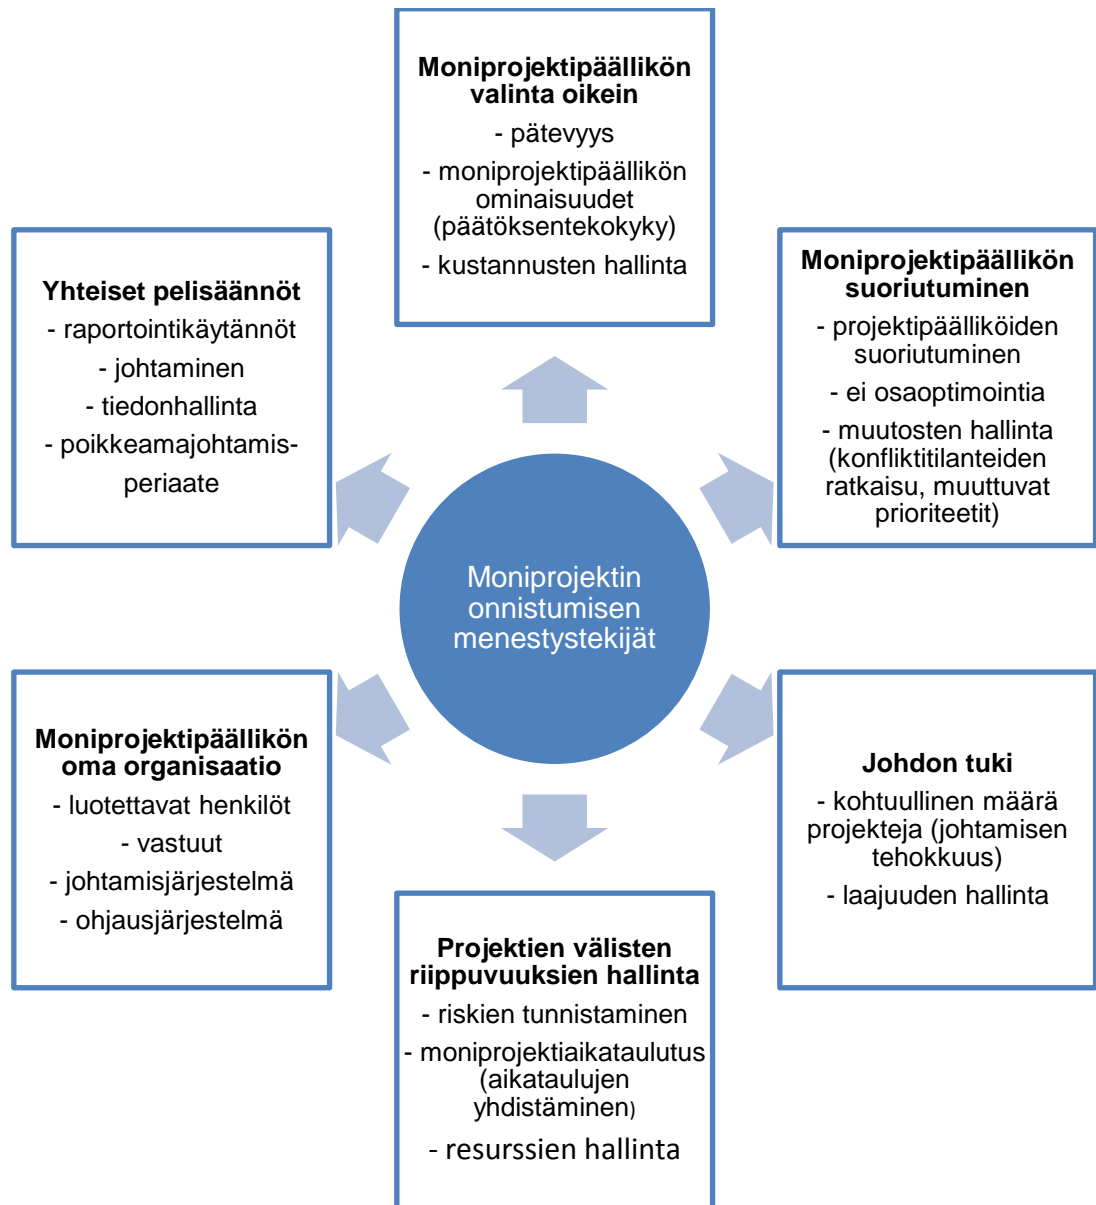 Moniprojektipäällikön
valinta oikein
- pätevyys
- moniprojektipäällikön
ominaisuudet
(päätöksentekokyky)
- kustannusten hallinta
Yhteiset pelisäännöt
- raportointikäytännöt
- johtaminen
- tiedonhallinta
- poikkeamajohtamis-
periaate
Moniprojektipäällikön
suoriutuminen
- projektipäälliköiden
suoriutuminen
- ei osaoptimointia
- muutosten hallinta
(konfliktitilanteiden
ratkaisu, muuttuvat
prioriteetit)
Moniprojektin
onnistumisen
menestystekijät
Moniprojektipäällikön
oma organisaatio
- luotettavat henkilöt
- vastuut
- johtamisjärjestelmä
- ohjausjärjestelmä
Johdon tuki
- kohtuullinen määrä
projekteja (johtamisen
tehokkuus)
- laajuuden hallinta
Projektien välisten
riippuvuuksien hallinta
- riskien tunnistaminen
- moniprojektiaikataulutus
(aikataulujen
yhdistäminen)
- resurssien hallinta